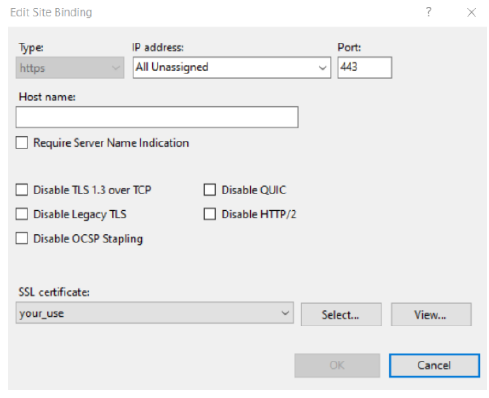 Edit Site Binding
?
Type:
IP address:
Port:
https
All Unassigned
443
Host name:
Require Server Name Indication
Disable TLS 1.3 over TCP
Disable QUIC
Disable Legacy TLS
Disable HTTP/2
Disable OCSP Stapling
SSL certificate:
your_use
Select...
View...
OK
Cancel